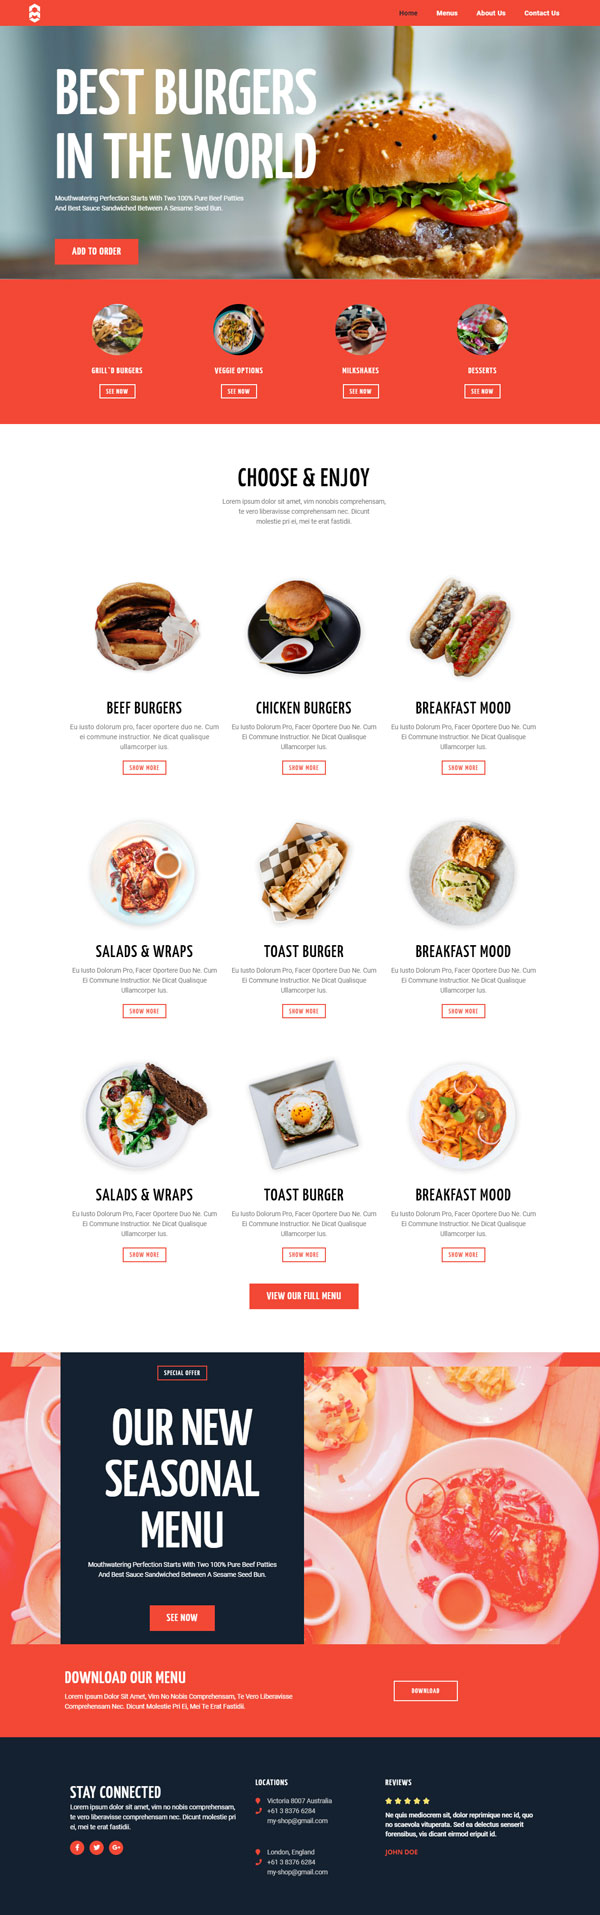 Home Menus About Us Contact Us
BEST BURGERS
IN THE WORLD
Mouthwatering Perfection Starts With Two 100% Pure Beef Patties
And Best Sauce Sandwiched Between A Sesame Seed Bun.
ADD TO ORDER
GRILL`D BURGERS
SEE NOW
VEGGIE OPTIONS
SEE NOW
MILKSHAKES
SEE NOW
DESSERTS
SEE NOW
CHOOSE & ENJOY
Lorem ipsum dolor sit amet, vim nonobis comprehensam,
te vero liberavisse comprehensam nec. Dicunt
molestie pri ei, mei te erat fastidii.
BEEF BURGERS
Eu iusto dolorum pro, facer oportere duo ne. Cum
ei commune instructior. Ne dicat qualisque
ullamcorper ius.
SHOW MORE
CHICKEN BURGERS
Eu Iusto Dolorum Pro, Facer Oportere Duo Ne. Cum
Ei Commune Instructior. Ne Dicat Qualisque
Ullamcorper Ius.
SHOW MORE
BREAKFAST MOOD
Eu Iusto Dolorum Pro, Facer Oportere Duo Ne. Cum
Ei Commune Instructior. Ne Dicat Qualisque
Ullamcorper Ius.
SHOW MORE
SALADS & WRAPS
Eu Iusto Dolorum Pro, Facer Oportere Duo Ne. Cum
Ei Commune Instructior. Ne Dicat Qualisque
Ullamcorper Ius.
SHOW MORE
TOAST BURGER
Eu Iusto Dolorum Pro, Facer Oportere Duo Ne. Cum
Ei Commune Instructior. Ne Dicat Qualisque
Ullamcorper Ius.
SHOW MORE
BREAKFAST MOOD
Eu Iusto Dolorum Pro, Facer Oportere Duo Ne. Cum
Ei Commune Instructior. Ne Dicat Qualisque
Ullamcorper Ius.
SHOW MORE
SALADS & WRAPS
Eu Iusto Dolorum Pro, Facer Oportere Duo Ne. Cum
Ei Commune Instructior. Ne Dicat Qualisque
Ullamcorper Ius.
SHOW MORE
TOAST BURGER
Eu Iusto Dolorum Pro, Facer Oportere Duo Ne. Cum
Ei Commune Instructior. Ne Dicat Qualisque
Ullamcorper Ius.
SHOW MORE
BREAKFAST MOOD
Eu Iusto Dolorum Pro, Facer Oportere Duo Ne. Cum
Ei Commune Instructior. Ne Dicat Qualisque
Ullamcorper Ius.
SHOW MORE
VIEW OUR FULL MENU
SPECIAL OFFER
OUR NEW
SEASONAL
MENU
Mouthwatering Perfection Starts With Two 100% Pure Beef Patties
And Best Sauce Sandwiched Between A Sesame Seed Bun.
SEE NOW
DOWNLOAD OUR MENU
Lorem Ipsum Dolor Sit Amet, Vim No Nobis Comprehensam, Te Vero Liberavisse
Comprehensam Nec. Dicunt Molestie Pri Ei, Mei Te Erat Fastidii.
DOWNLOAD
STAY CONNECTED
Lorem ipsum dolor sit amet, vim no nobis comprehensam,
te vero liberavisse comprehensam nec. Dicunt molestie pri
ei, mei te erat fastidii.
LOCATIONS
Victoria 8007 Australia
+61 3 8376 6284
my-shop@gmail.com
London, England
+61 3 8376 6284
my-shop@gmail.com
REVIEWS
Ne quis mediocrem sit, dolor reprimique nec id, quo
no scaevola vituperata. Sed ea delectus senserit
forensibus, vis dicant eirmod eripuit id.
JOHN DOE